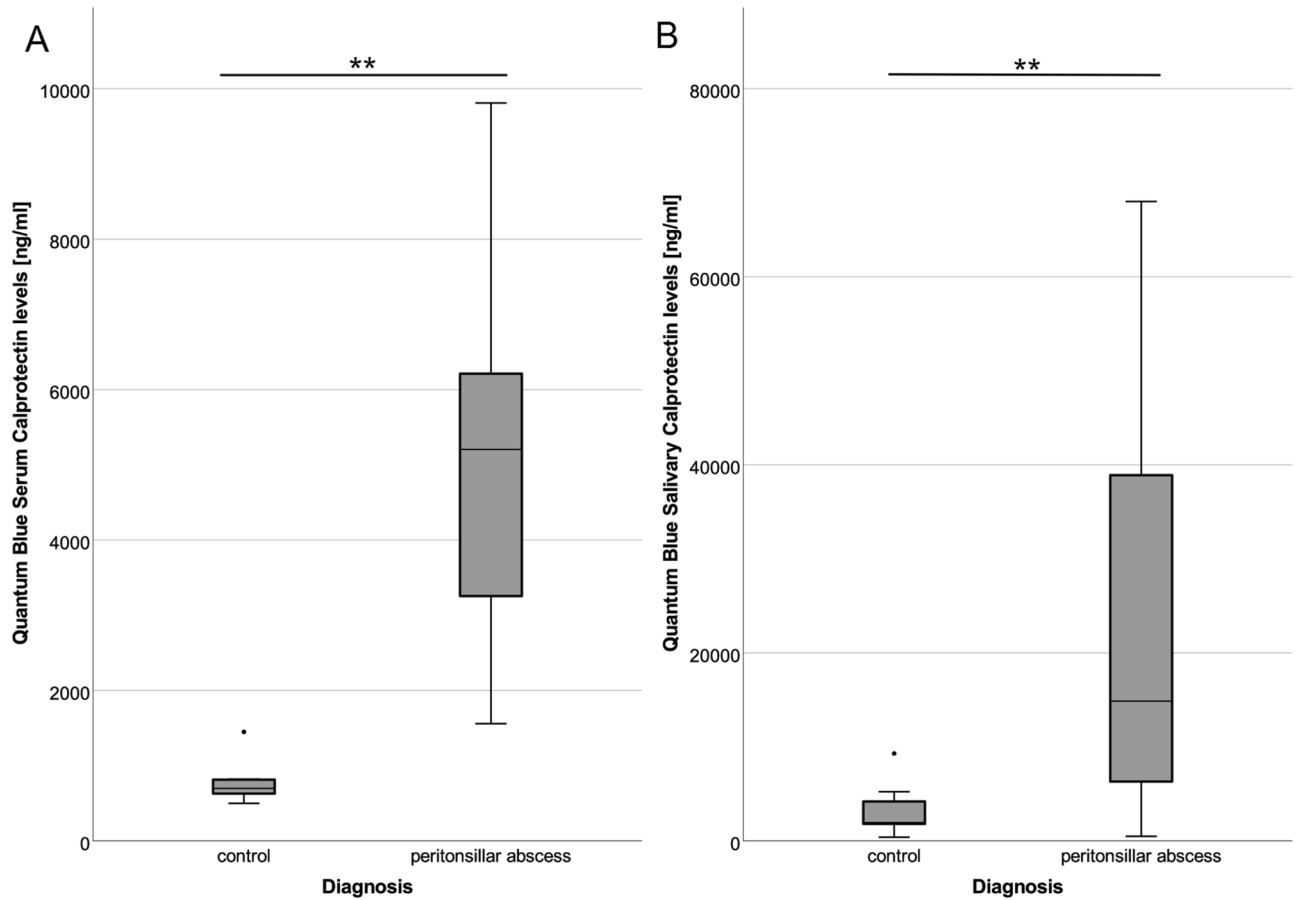 A
**
Quantum Blue Serum Calprotectin levels [ng/ml]
10000
8000
6000
4000
2000
0
control
peritonsillar abscess
Diagnosis
B
**
Quantum Blue Salivary Calprotectin levels [ng/ml]
80000
60000
40000
20000
0
control
peritonsillar abscess
Diagnosis